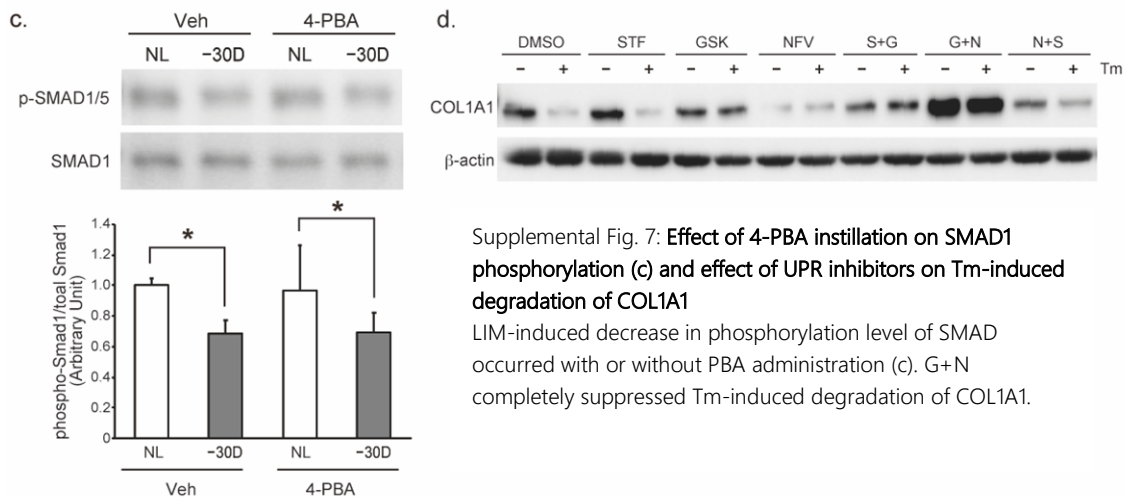 c.
Veh 4-PBA
NL −30D NL −30D
p-SMAD1/5
SMAD1
phospho-Smad1/toal Smad1
(Arbitrary Unit)
1.4
1.2
1.0
0.8
0.6
0.4
0.2
0
* *
NL −30D NL −30D
Veh 4-PBA
d.
DMSO STF GSK NFV S+G G+N N+S
− + − + − + − + − + − + − + Tm
COL1A1
β-actin
Supplemental Fig. 7: Effect of 4-PBA instillation on SMAD1
phosphorylation (c) and effect of UPR inhibitors on Tm-induced
degradation of COL1A1
LIM-induced decrease in phosphorylation level of SMAD
occurred with or without PBA administration (c). G+N
completely suppressed Tm-induced degradation of COL1A1.